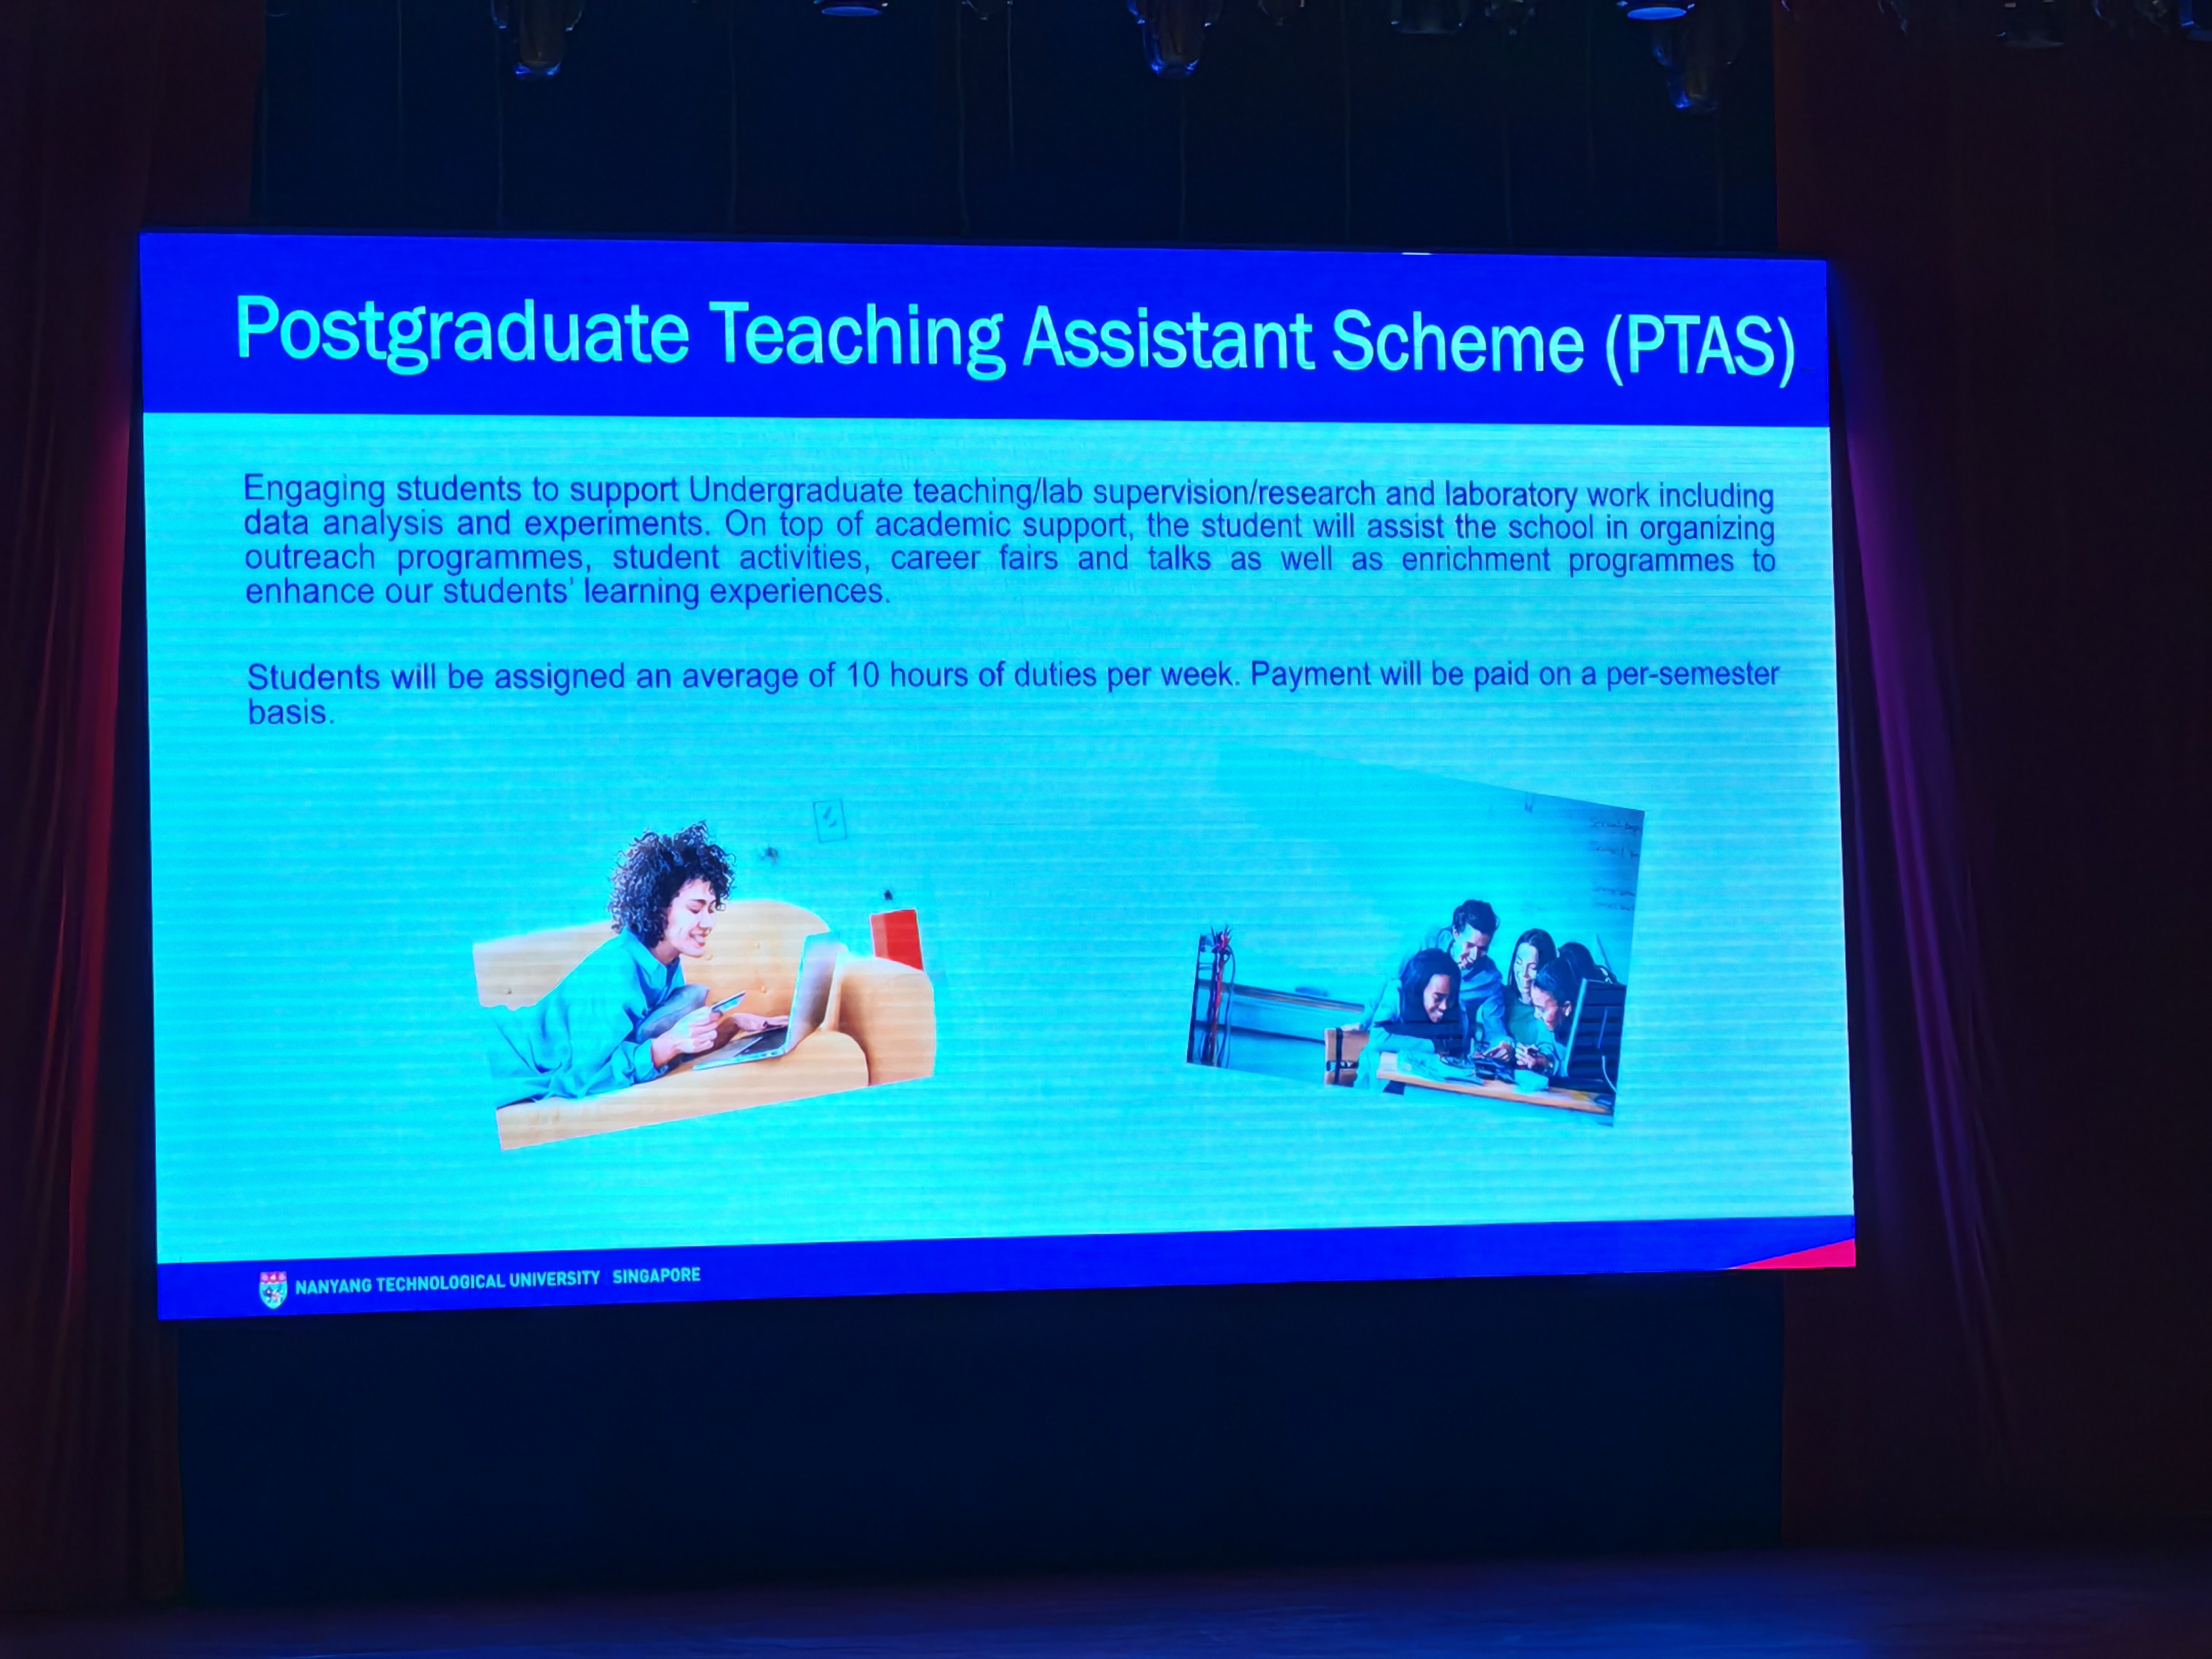 Postgraduate Teaching Assistant Scheme (PTAS)
Engaging students to support Undergraduate teaching/lab supervision/research and laboratory work including
data analysis and experiments. On top of academic support, the student will assist the school in organizing
outreach programmes, student activities, career fairs and talks as well as enrichment programmes to
enhance our students' learning experiences.
Students will be assigned an average of 10 hours of duties per week. Payment will be paid on a per-semester
basis.
NANYANG TECHNOLOGICAL UNIVERSITY SINGAPORE